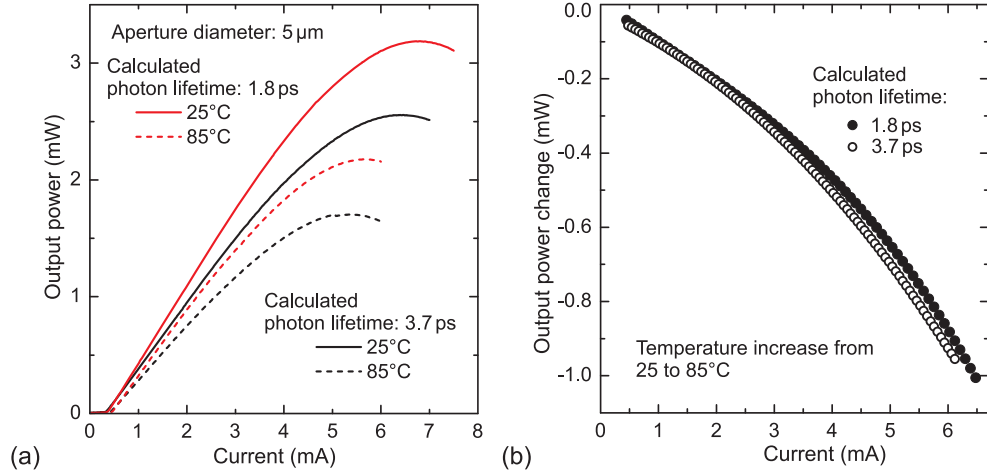 Aperture diameter: 5 µm
Calculated
photon lifetime: 1.8 ps
25°C
85°C
Calculated
photon lifetime: 3.7 ps
25°C
85°C
Output power (mW)
3
2
1
0
0 1 2 3 4 5 6 7 8
Current (mA)
(a)
Calculated
photon lifetime:
1.8 ps
3.7 ps
Temperature increase from
25 to 85°C
Output power change (mW)
0.0
-0.2
-0.4
-0.6
-0.8
-1.0
0 1 2 3 4 5 6
Current (mA)
(b)